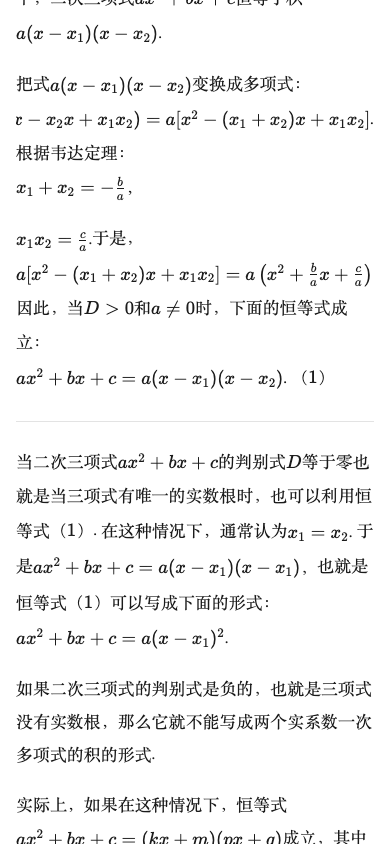 a(x − x₁)(x − x₂).
把式a(x − x₁)(x − x₂)变换成多项式：
x − x₂x + x₁x₂) = a[x² − (x₁ + x₂)x + x₁x₂].
根据韦达定理：
x₁ + x₂ = −b/a,
x₁x₂ = c/a.于是，
a[x² − (x₁ + x₂)x + x₁x₂] = a(x² + b/a x + c/a)
因此，当D > 0和a ≠ 0时，下面的恒等式成
立：
ax² + bx + c = a(x − x₁)(x − x₂).（1）
当二次三项式ax² + bx + c的判别式D等于零也
就是当三项式有唯一的实数根时，也可以利用恒
等式（1）. 在这种情况下，通常认为x₁ = x₂. 于
是ax² + bx + c = a(x − x₁)(x − x₁)，也就是
恒等式（1）可以写成下面的形式：
ax² + bx + c = a(x − x₁)².
如果二次三项式的判别式是负的，也就是三项式
没有实数根，那么它就不能写成两个实系数一次
多项式的积的形式.
实际上，如果在这种情况下，恒等式
ax² + bx + c = (kx + m)(px + q)成立，其中